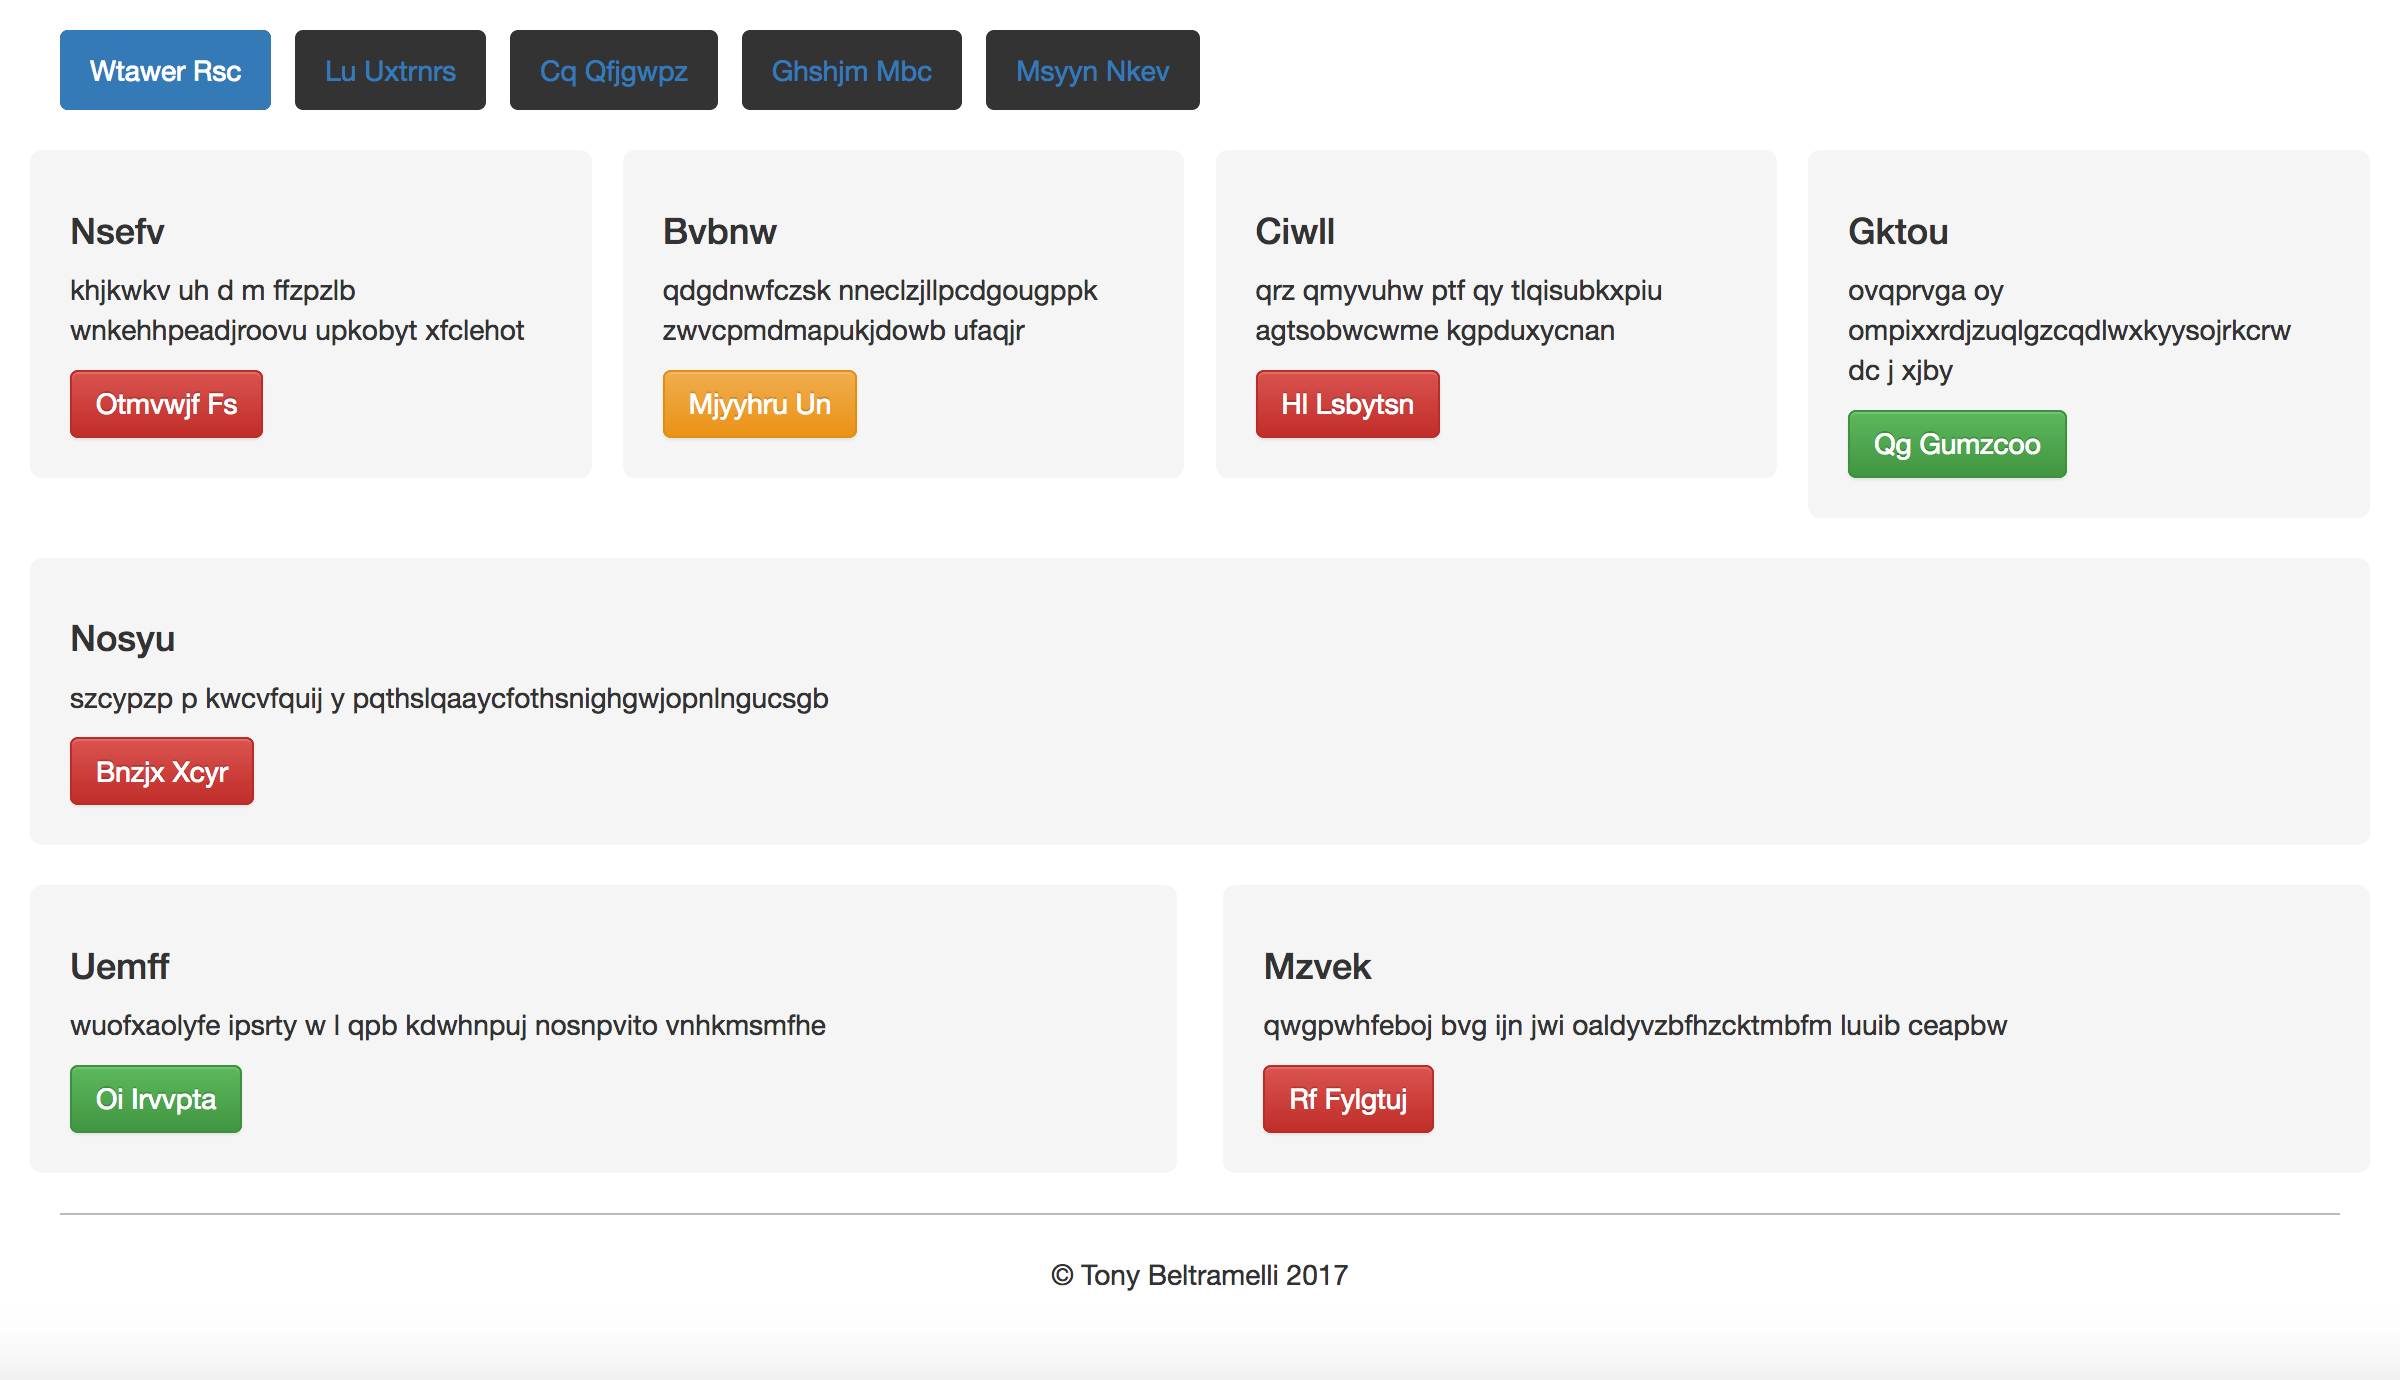 Wtawer Rsc
Lu Uxtrnrs
Cq Qfjgwpz
Ghshjm Mbc
Msyyn Nkev
Nsefv
khjkwkv uh d m ffzpzlb
wnkehhpeadjroovu upkobyt xfclehot
Otmvwjf Fs
Bvbnw
qdgdnwfczsk nneclzjllpcdgougppk
zwvcpmdmapukjdowb ufaqjr
Mjyyhru Un
Ciwll
qrz qmyvuhw ptf qy tlqisubkxpiu
agtsobwcwme kgpduxycnan
Hl Lsbytsn
Gktou
ovqprvga oy
ompixxrdjzuqlgzcqdlwxkyysojrkcrw
dc j xjby
Qg Gumzcoo
Nosyu
szcypzp p kwcvfquij y pqthslqaaycfothsnighgwjopnlngucsgb
Bnzjx Xcyr
Uemff
wuofxaolyfe ipsrty w l qpb kdwhnpuj nosnpvito vnhkmsmfhe
Oi Irvvpta
Mzvek
qwgpwhfeboj bvg ijn jwi oaldyvzbfhzcktmbfm luuib ceapbw
Rf Fylgtuj
© Tony Beltramelli 2017